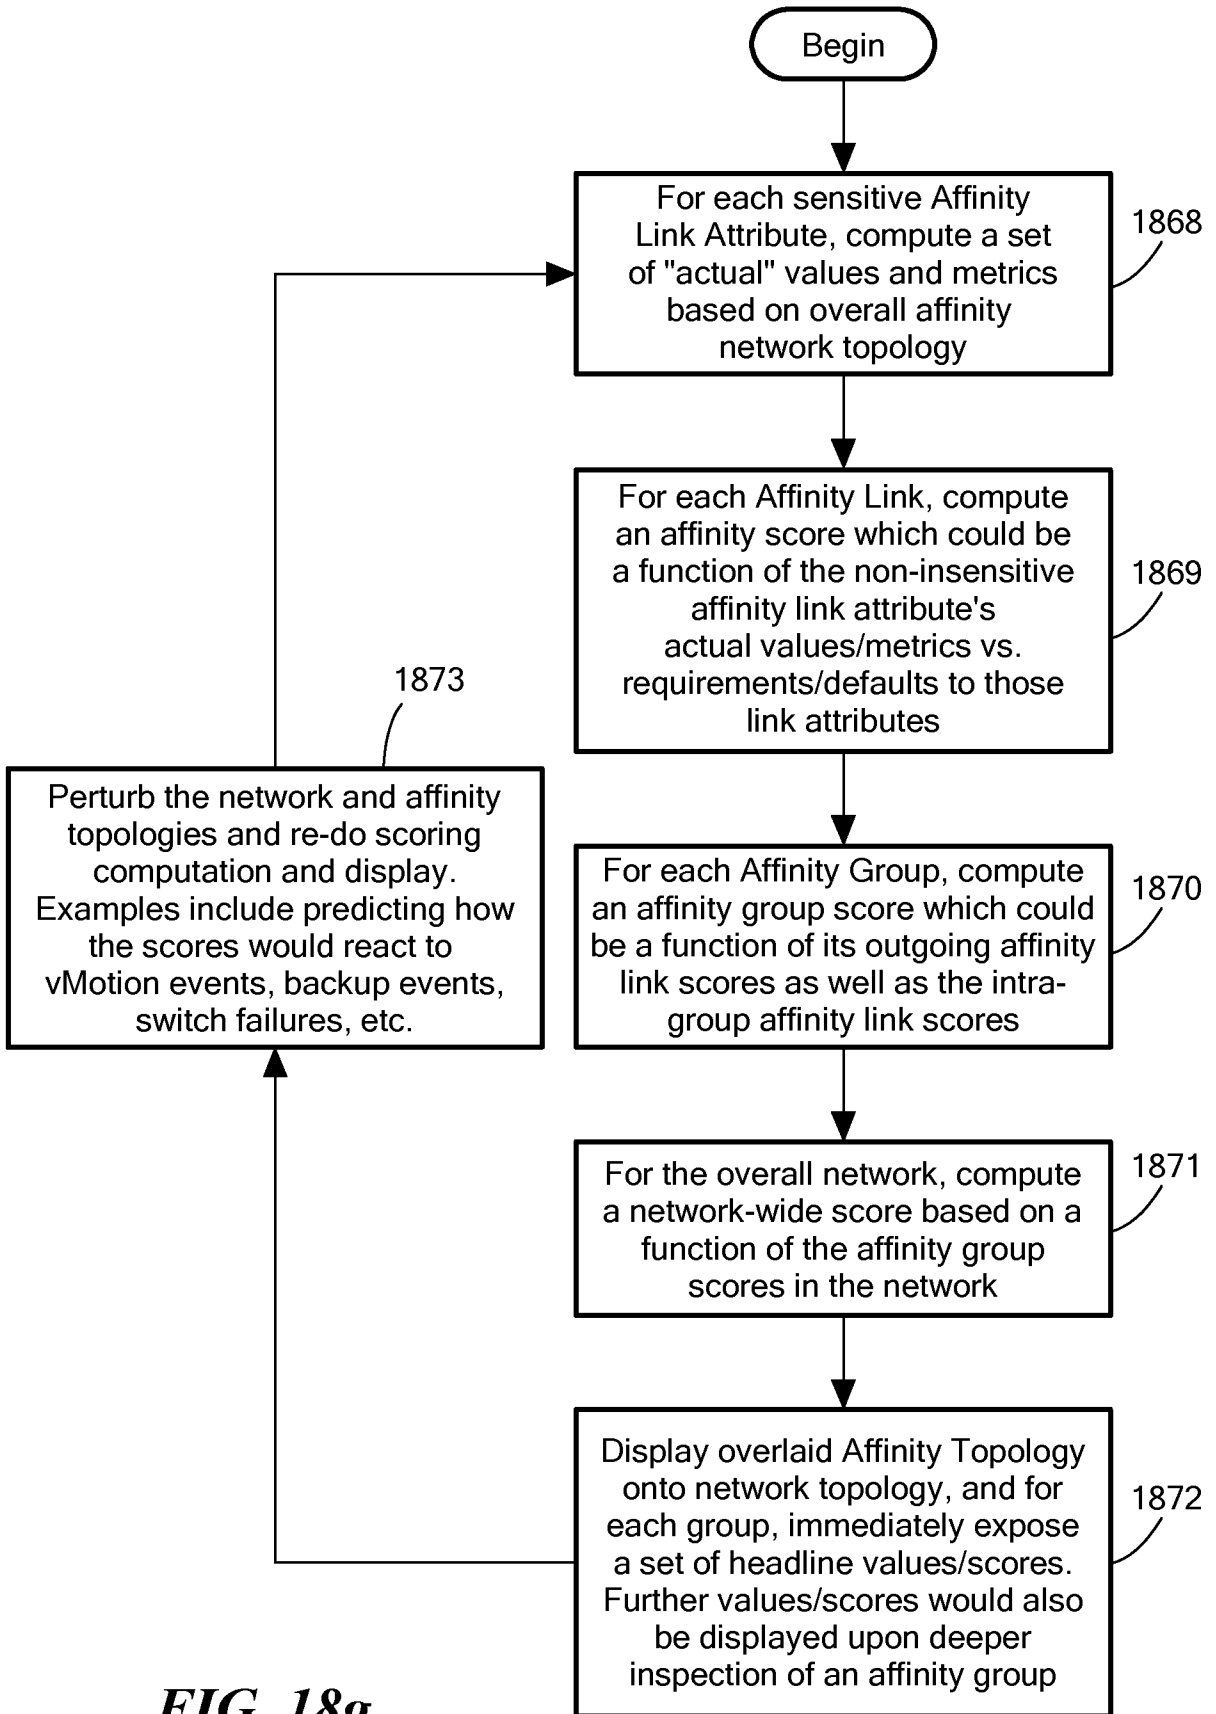 Begin
For each sensitive Affinity
Link Attribute, compute a set
of "actual" values and metrics
based on overall affinity
network topology
1868
For each Affinity Link, compute
an affinity score which could be
a function of the non-insensitive
affinity link attribute's
actual values/metrics vs.
requirements/defaults to those
link attributes
1869
1873
Perturb the network and affinity
topologies and re-do scoring
computation and display.
Examples include predicting how
the scores would react to
vMotion events, backup events,
switch failures, etc.
For each Affinity Group, compute
an affinity group score which could
be a function of its outgoing affinity
link scores as well as the intra-
group affinity link scores
1870
For the overall network, compute
a network-wide score based on a
function of the affinity group
scores in the network
1871
Display overlaid Affinity Topology
onto network topology, and for
each group, immediately expose
a set of headline values/scores.
Further values/scores would also
be displayed upon deeper
inspection of an affinity group
1872
FIG. 18g